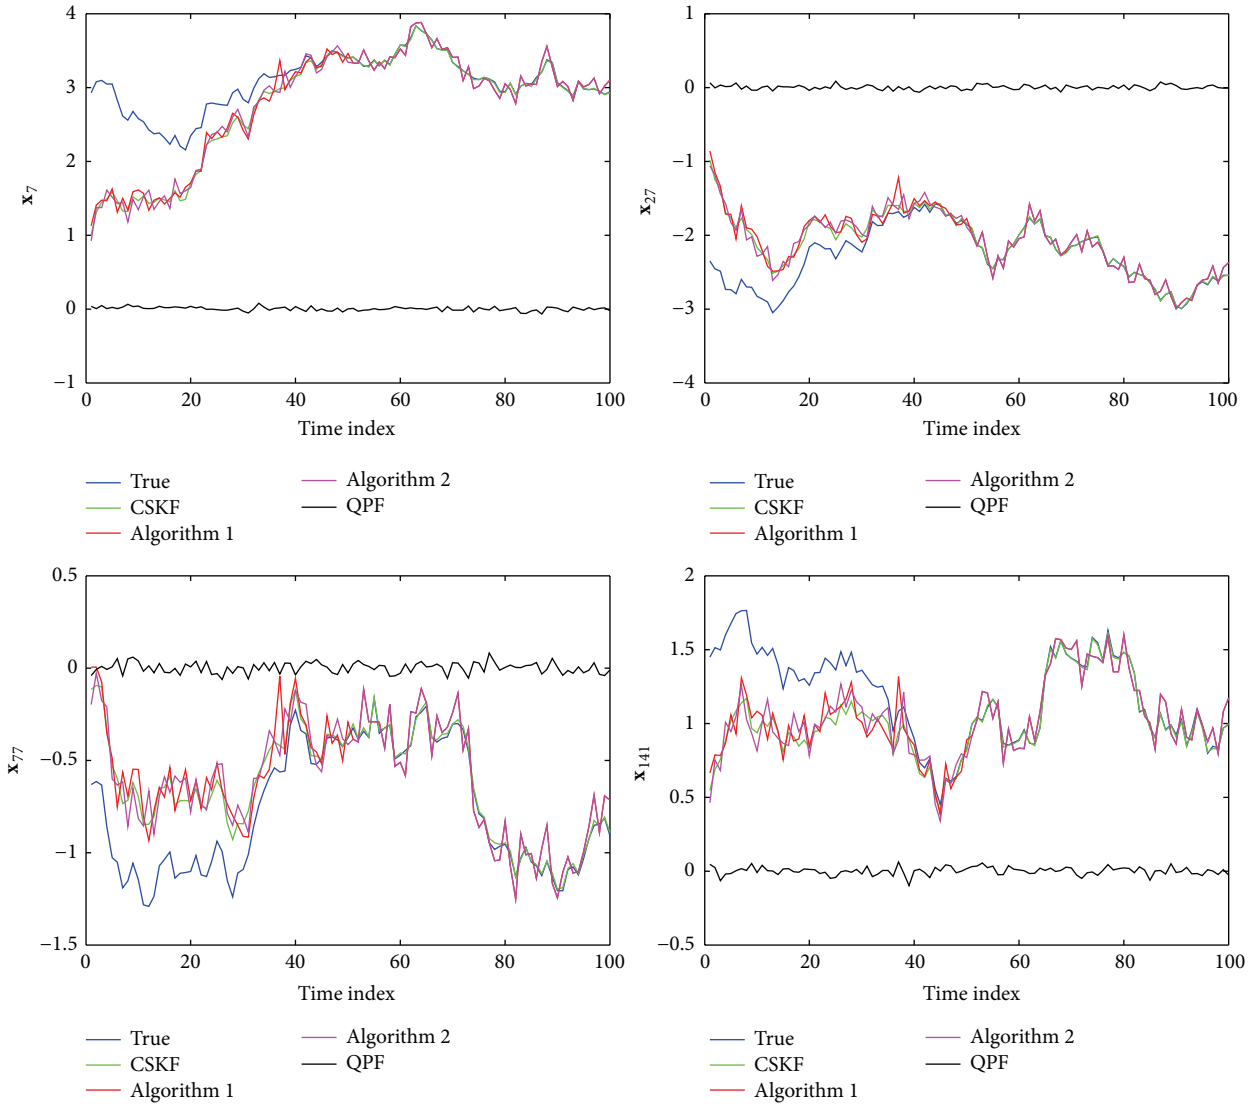 4
3
2
1
0
−1
x7
0
20
40
60
80
100
Time index
True
CSKF
Algorithm 1
Algorithm 2
QPF
1
0
−1
−2
−3
−4
x27
0
20
40
60
80
100
Time index
True
CSKF
Algorithm 1
Algorithm 2
QPF
0.5
0
−0.5
−1
−1.5
x77
0
20
40
60
80
100
Time index
True
CSKF
Algorithm 1
Algorithm 2
QPF
2
1.5
1
0.5
0
−0.5
x141
0
20
40
60
80
100
Time index
True
CSKF
Algorithm 1
Algorithm 2
QPF